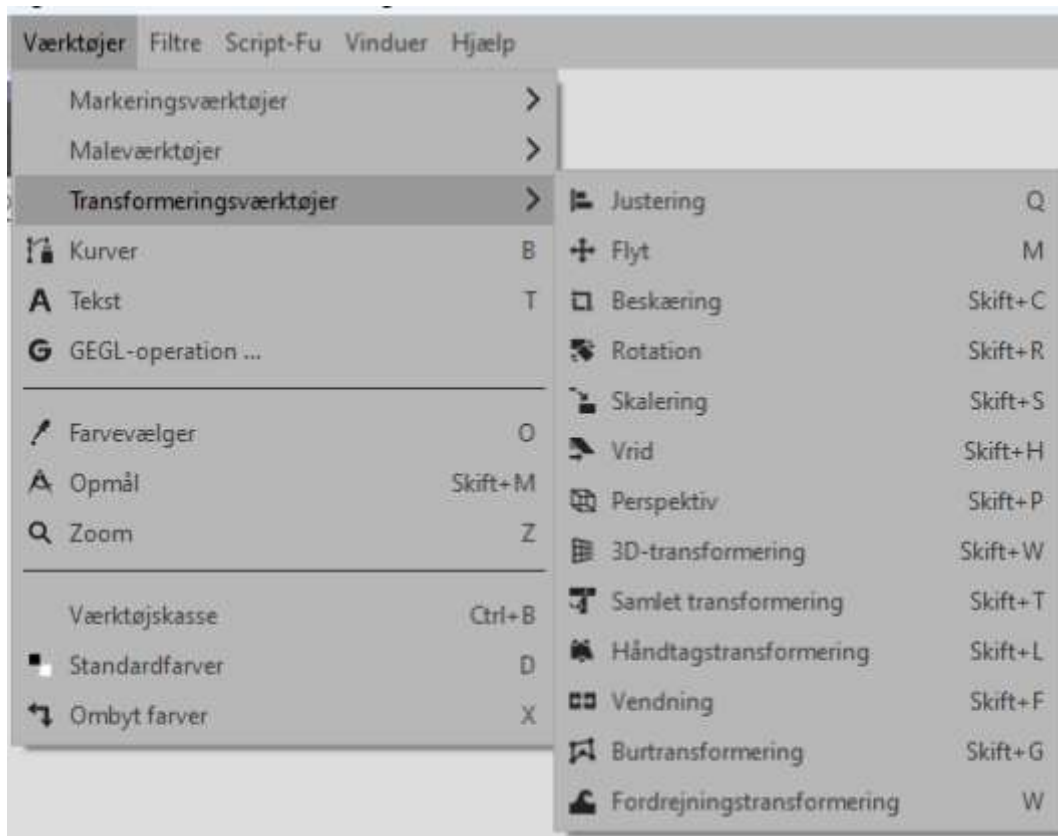 Værktøjer Filtre Script-Fu Vinduer Hjælp
Markeringsværktøjer
Maleværktøjer
Transformeringsværktøjer
Kurver B
Tekst T
GEGL-operation ...
Farvevælger O
Opmål Skift+M
Zoom Z
Værktøjskasse Ctrl+B
Standardfarver D
Ombyt farver X
Justering Q
Flyt M
Beskæring Skift+C
Rotation Skift+R
Skalering Skift+S
Vrid Skift+H
Perspektiv Skift+P
3D-transformering Skift+W
Samlet transformering Skift+T
Håndtagstransformering Skift+L
Vendning Skift+F
Burtransformering Skift+G
Fordrejningstransformering W